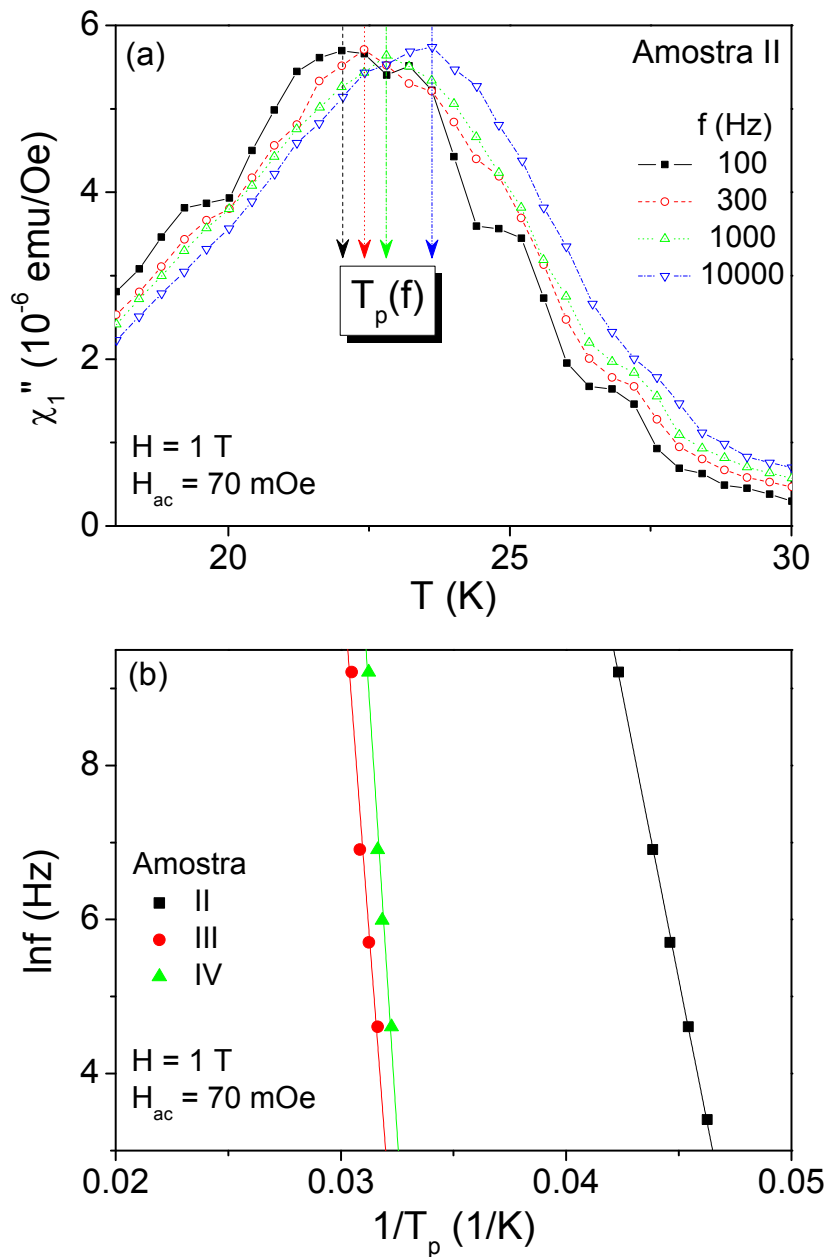 (a)
Amostra II
f (Hz)
100
300
1000
10000
T_p(f)
H = 1 T
H_ac = 70 mOe
χ₁'' (10⁻⁶ emu/Oe)
0
2
4
6
20
25
30
T (K)
(b)
Amostra
II
III
IV
H = 1 T
H_ac = 70 mOe
lnf (Hz)
4
6
8
0.02
0.03
0.04
0.05
1/T_p (1/K)